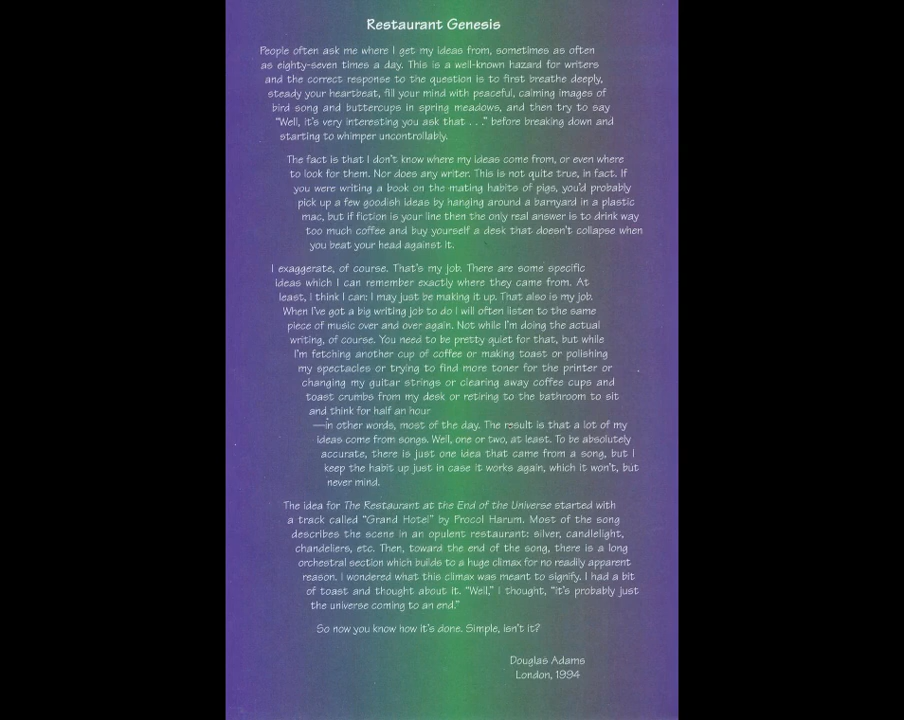 Restaurant Genesis
People often ask me where I get my ideas from, sometimes as often
as eighty-seven times a day. This is a well-known hazard for writers
and the correct response to the question is to first breathe deeply,
steady your heartbeat, fill your mind with peaceful, calming images of
bird song and buttercups in spring meadows, and then try to say
"Well, it's very interesting you ask that . . ." before breaking down and
starting to whimper uncontrollably.
The fact is that I don't know where my ideas come from, or even where
to look for them. Nor does any writer. This is not quite true, in fact. If
you were writing a book on the mating habits of pigs, you'd probably
pick up a few goodish ideas by hanging around a barnyard in a plastic
mac, but if fiction is your line then the only real answer is to drink way
too much coffee and buy yourself a desk that doesn't collapse when
you beat your head against it.
I exaggerate, of course. That's my job. There are some specific
ideas which I can remember exactly where they came from. At
least, I think I can: I may just be making it up. That also is my job.
When I've got a big writing job to do I will often listen to the same
piece of music over and over again. Not while I'm doing the actual
writing, of course. You need to be pretty quiet for that, but while
I'm fetching another cup of coffee or making toast or polishing
my spectacles or trying to find more toner for the printer or
changing my guitar strings or clearing away coffee cups and
toast crumbs from my desk or retiring to the bathroom to sit
and think for half an hour
—in other words, most of the day. The result is that a lot of my
ideas come from songs. Well, one or two, at least. To be absolutely
accurate, there is just one idea that came from a song, but I
keep the habit up just in case it works again, which it won't, but
never mind.
The idea for The Restaurant at the End of the Universe started with
a track called "Grand Hotel" by Procol Harum. Most of the song
describes the scene in an opulent restaurant: silver, candlelight,
chandeliers, etc. Then, toward the end of the song, there is a long
orchestral section which builds to a huge climax for no readily apparent
reason. I wondered what this climax was meant to signify. I had a bit
of toast and thought about it. "Well," I thought, "it's probably just
the universe coming to an end."
So now you know how it's done. Simple, isn't it?
Douglas Adams
London, 1994